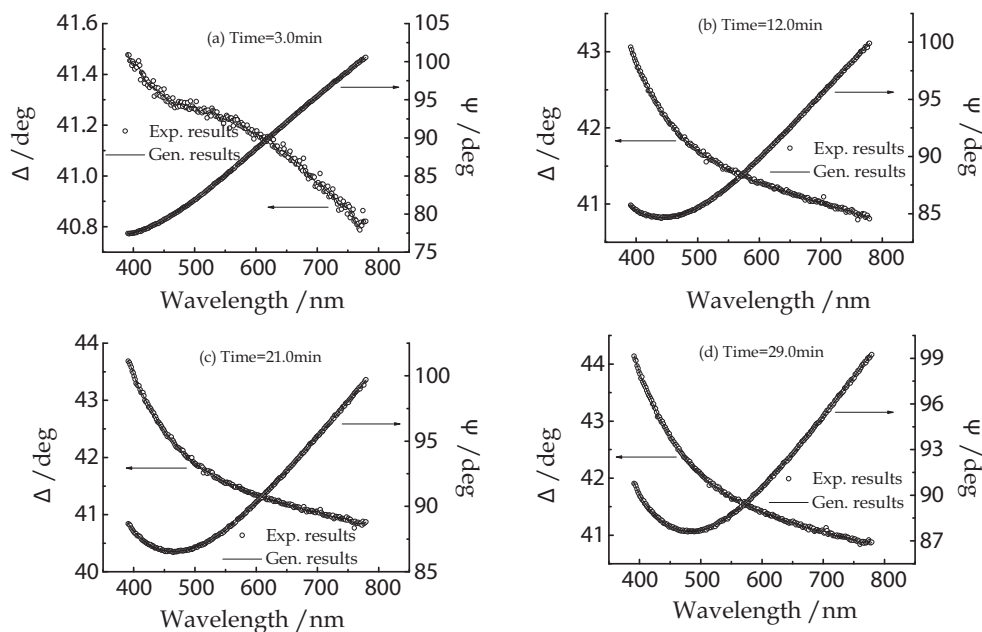 (a) Time=3.0min
41.6
41.4
41.2
41.0
40.8
Δ / deg
105
100
95
90
85
80
75
Ψ / deg
Exp. results
Gen. results
400 500 600 700 800
Wavelength /nm
(b) Time=12.0min
43
42
41
Δ / deg
100
95
90
85
Ψ / deg
Exp. results
Gen. results
400 500 600 700 800
Wavelength /nm
(c) Time=21.0min
44
43
42
41
40
Δ / deg
100
95
90
85
Ψ / deg
Exp. results
Gen. results
400 500 600 700 800
Wavelength /nm
(d) Time=29.0min
44
43
42
41
Δ / deg
99
96
93
90
87
Ψ / deg
Exp. results
Gen. results
400 500 600 700 800
Wavelength /nm